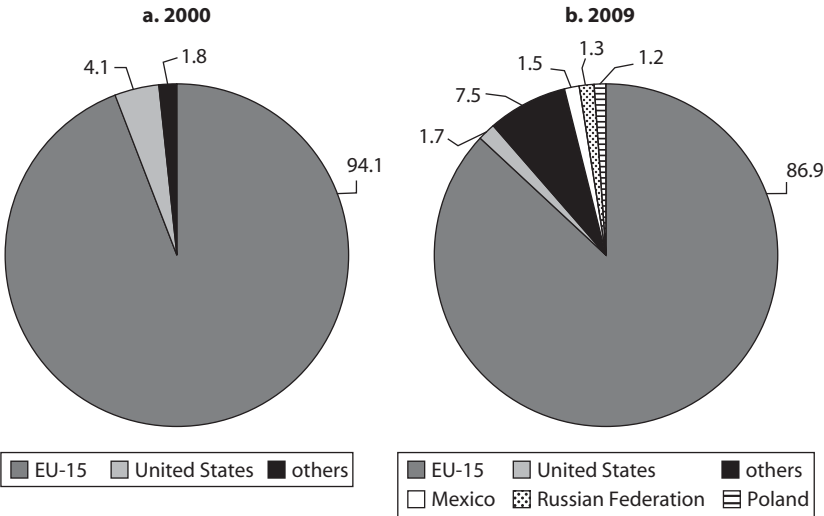 a. 2000
4.1
1.8
94.1
EU-15 United States others
b. 2009
1.7
7.5
1.5
1.3
1.2
86.9
EU-15 United States others
Mexico Russian Federation Poland